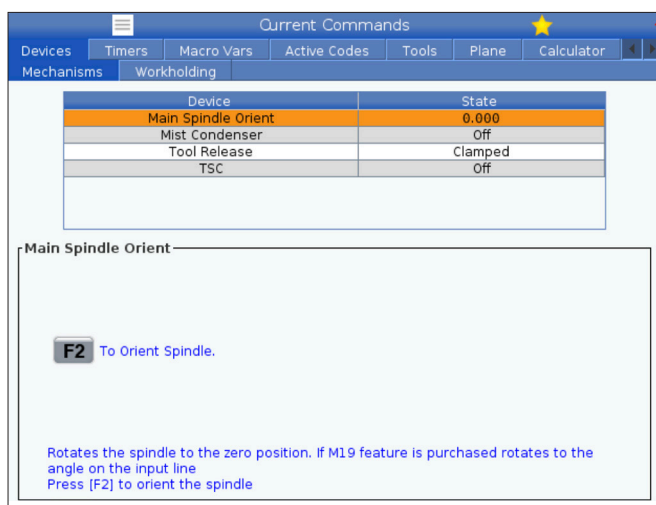 Current Commands
Devices Timers Macro Vars Active Codes Tools Plane Calculator
Mechanisms Workholding
Device State
Main Spindle Orient 0.000
Mist Condenser Off
Tool Release Clamped
TSC Off
Main Spindle Orient
F2 To Orient Spindle.
Rotates the spindle to the zero position. If M19 feature is purchased rotates to the
angle on the input line
Press [F2] to orient the spindle